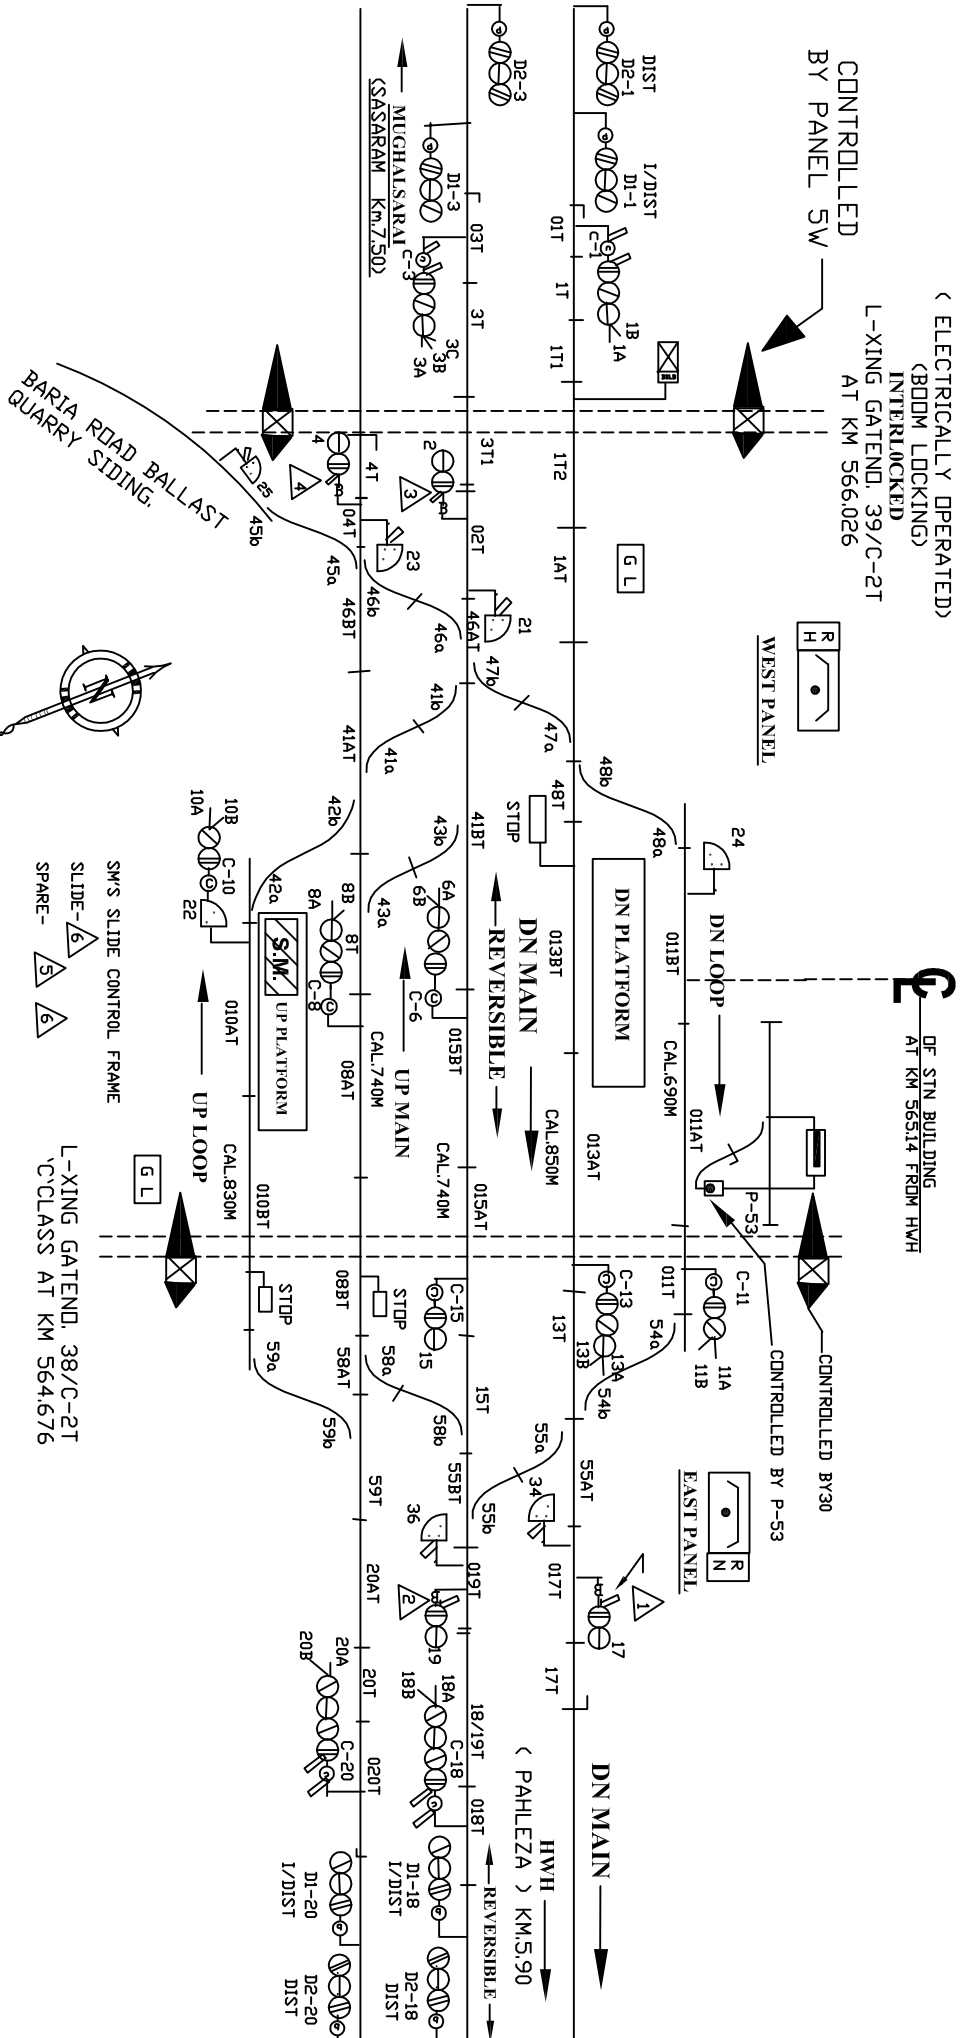 ( ELECTRICALLY OPERATED)
(BOOM LOCKING)
INTERLOCKED
L-XING GATENO. 39/C-2T
AT KM 566.026
CONTROLLED
BY PANEL 5W
DIST
D2-1
I/DIST
D1-1
01T
C-1
1T
1B
1A
1T1
1T2
1AT
G L
D2-3
D1-3
MUGHALSARAI
(SASARAM Km.7.50)
03T
C-3
3T
3C
3B
3A
3T1
2
3
02T
4
4T
4
04T
23
21
BARIA ROAD BALLAST
QUARRY SIDING.
25
45b
45a
46BT
46b
46a
46AT
47b
47a
41b
41a
41AT
N
R
H
WEST PANEL
48b
48a
48T
STOP
24
42b
42a
43b
43a
41BT
10B
10A
C-10
22
8B
8A
8T
C-8
6A
6B
C-6
DN PLATFORM
013BT
011BT
DN LOOP
DN MAIN
REVERSIBLE
UP MAIN
UP LOOP
S.M.
UP PLATFORM
010AT
08AT
015BT
CAL.740M
CAL.740M
CAL.850M
CAL.690M
CAL.830M
SM'S SLIDE CONTROL FRAME
SLIDE- 6
SPARE- 5 6
CL
OF STN BUILDING
AT KM 565.14 FROM HWH
011AT
013AT
015AT
010BT
08BT
P-53
CONTROLLED BY30
CONTROLLED BY P-53
G L
L-XING GATENO. 38/C-2T
'C'CLASS AT KM 564.676
STOP
STOP
C-15
15
C-13
13A
13B
13T
C-11
11A
11B
011T
54a
54b
59a
59b
58AT
58a
58b
15T
55a
55b
55AT
55BT
59T
EAST PANEL
R
N
34
36
017T
019T
1
17
17T
2
19
20AT
20T
20A
20B
C-20
020T
18A
18B
18/19T
C-18
018T
DN MAIN
HWH
( PAHLEZA ) KM.5.90
REVERSIBLE
D1-18
I/DIST
D2-18
DIST
D1-20
I/DIST
D2-20
DIST